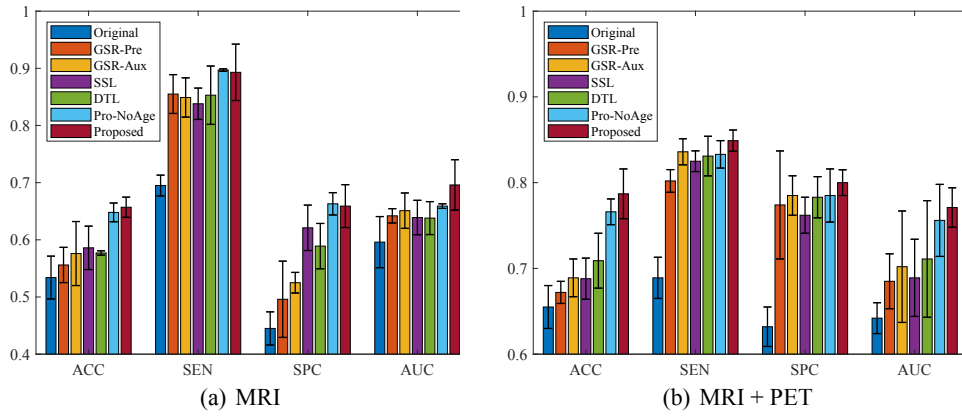 1
0.9
0.8
0.7
0.6
0.5
0.4
Original
GSR-Pre
GSR-Aux
SSL
DTL
Pro-NoAge
Proposed
ACC SEN SPC AUC
(a) MRI
1
0.9
0.8
0.7
0.6
Original
GSR-Pre
GSR-Aux
SSL
DTL
Pro-NoAge
Proposed
ACC SEN SPC AUC
(b) MRI + PET